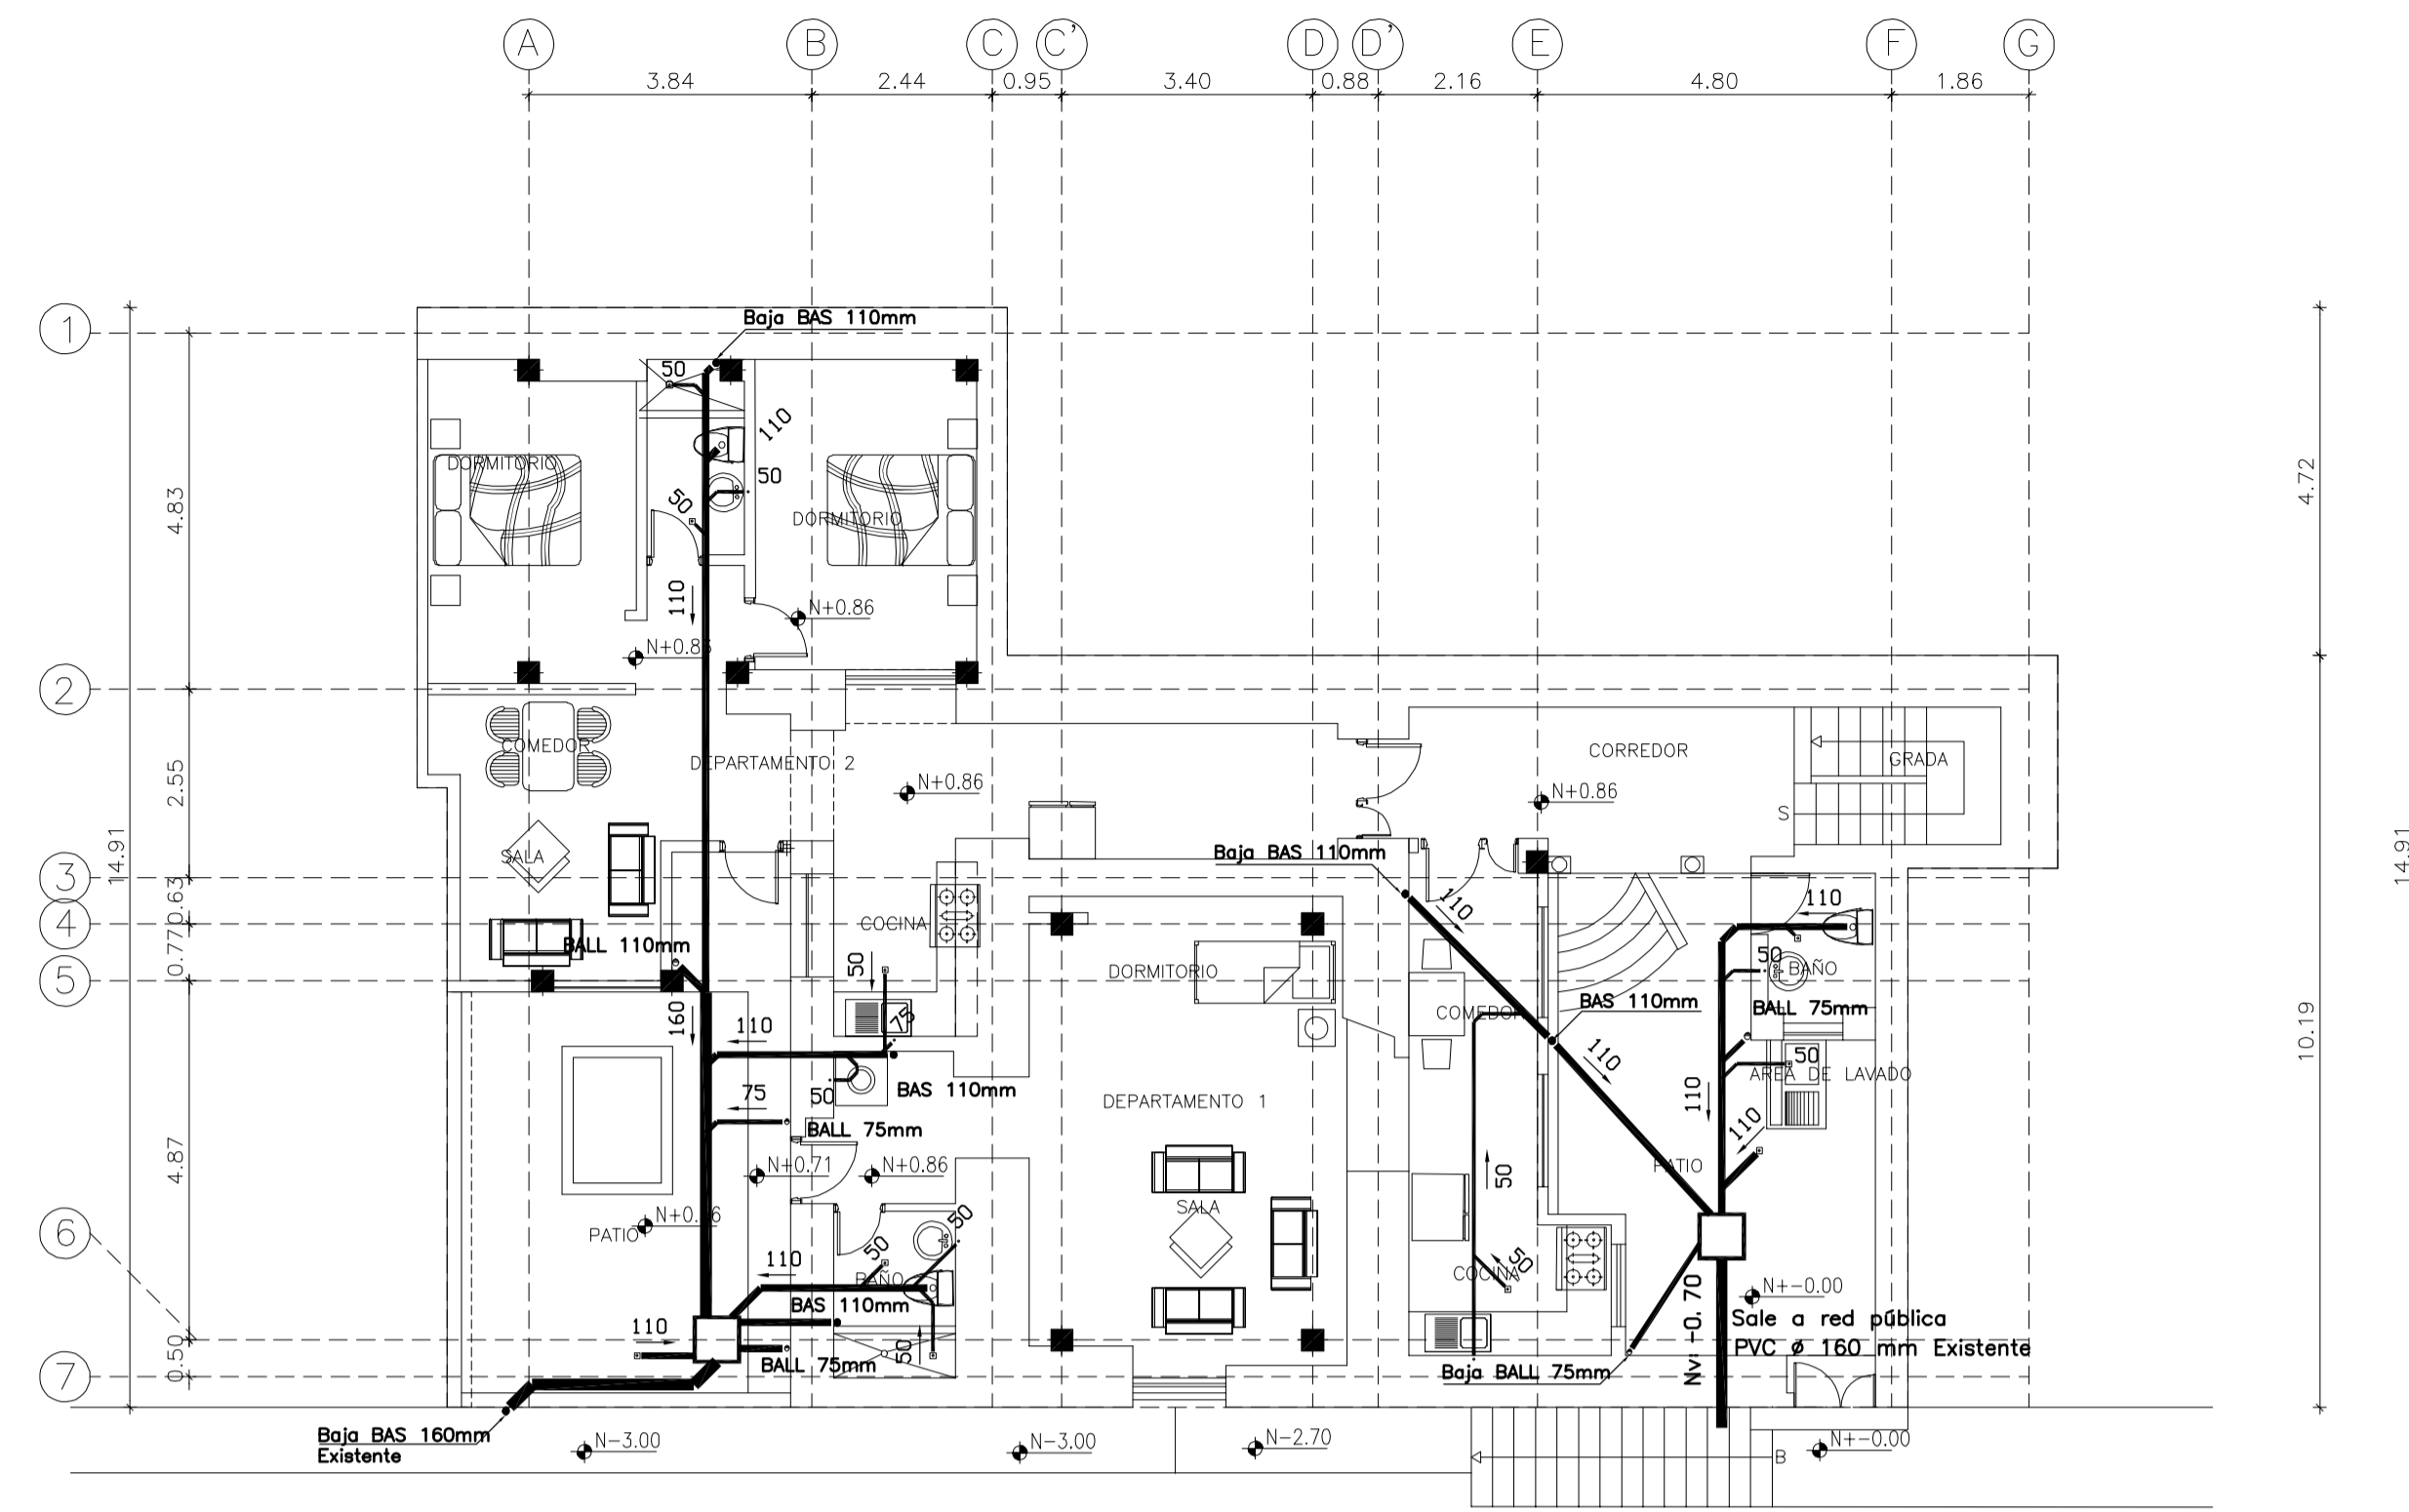 A B C C' D D' E F G
3.84 2.44 0.95 3.40 0.88 2.16 4.80 1.86
1
Baja BAS 110mm
50
110
4.83
DORMITORIO
50
4.72
50
DORMITORIO
110
N+0.86
2
COMEDOR
DEPARTAMENTO 2
CORREDOR
GRADA
2.55
N+0.86
N+0.86
S
14.91
14.91
SALA
Baja BAS 110mm
3
0.63
110
110
4
COCINA
BALL 110mm
50
0.77
5
50
DORMITORIO
BAÑO
BAS 110mm
BALL 75mm
COMEDOR
160
110
75
110
10.19
50
AREA DE LAVADO
75
50
BAS 110mm
DEPARTAMENTO 1
110
110
BALL 75mm
4.87
N+0.71
N+0.86
50
PATIO
SALA
50
6
PATIO
50
110
BAÑO
50
COCINA
N+-0.00
BAS 110mm
Nv: -0.70
Sale a red pública
110
PVC ø 160 mm Existente
50
BALL 75mm
Baja BALL 75mm
0.50
7
Baja BAS 160mm
Existente
N-3.00
N-3.00
N-2.70
N+-0.00
B